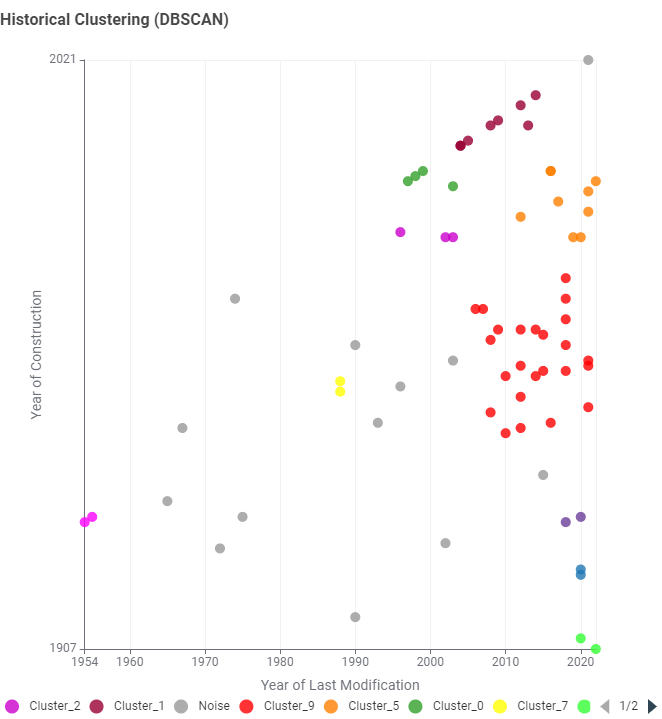 Historical Clustering (DBSCAN)
2021
Year of Construction
1907
1954 1960 1970 1980 1990 2000 2010 2020
Year of Last Modification
Cluster_2 Cluster_1 Noise Cluster_9 Cluster_5 Cluster_0 Cluster_7 1/2